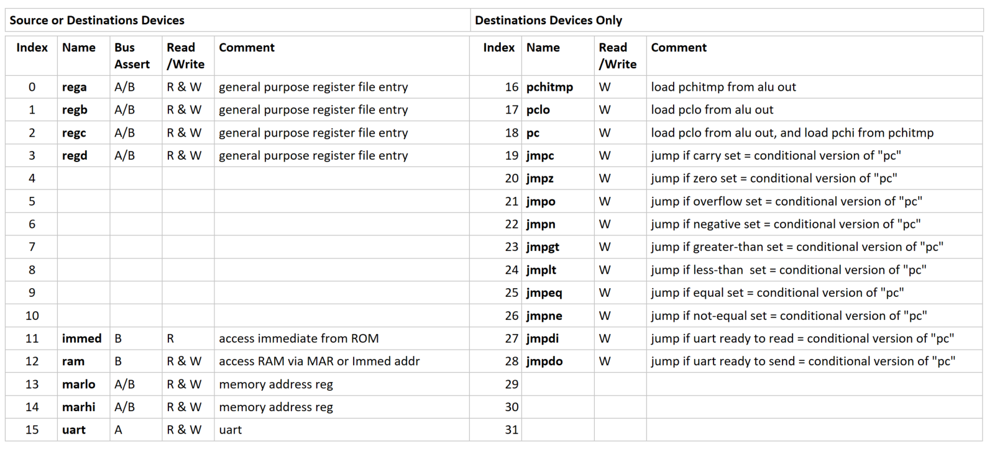 Source or Destinations Devices Destinations Devices Only
Index Name Bus Assert Read /Write Comment Index Name Read /Write Comment
0 rega A/B R & W general purpose register file entry 16 pchitmp W load pchitmp from alu out
1 regb A/B R & W general purpose register file entry 17 pclo W load pclo from alu out
2 regc A/B R & W general purpose register file entry 18 pc W load pclo from alu out, and load pchi from pchitmp
3 regd A/B R & W general purpose register file entry 19 jmpc W jump if carry set = conditional version of "pc"
4 20 jmpz W jump if zero set = conditional version of "pc"
5 21 jmpo W jump if overflow set = conditional version of "pc"
6 22 jmpn W jump if negative set = conditional version of "pc"
7 23 jmpgt W jump if greater-than set = conditional version of "pc"
8 24 jmplt W jump if less-than  set = conditional version of "pc"
9 25 jmpeq W jump if equal set = conditional version of "pc"
10 26 jmpne W jump if not-equal set = conditional version of "pc"
11 immed B R access immediate from ROM 27 jmpdi W jump if uart ready to read = conditional version of "pc"
12 ram B R & W access RAM via MAR or Immed addr 28 jmpdo W jump if uart ready to send = conditional version of "pc"
13 marlo A/B R & W memory address reg 29
14 marhi A/B R & W memory address reg 30
15 uart A R & W uart 31